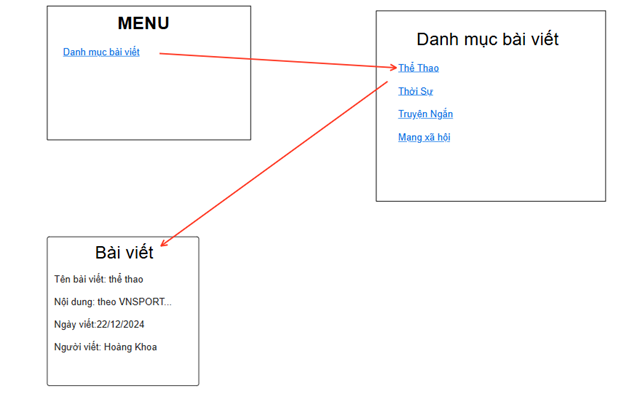 MENU
Danh mục bài viết
Danh mục bài viết
Thể Thao
Thời Sự
Truyện Ngắn
Mạng xã hội
Bài viết
Tên bài viết: thể thao
Nội dung: theo VNSPORT...
Ngày viết:22/12/2024
Người viết: Hoàng Khoa